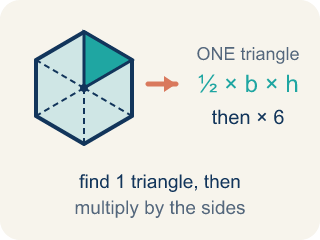 ONE triangle
½ × b × h
then × 6
find 1 triangle, then
multiply by the sides